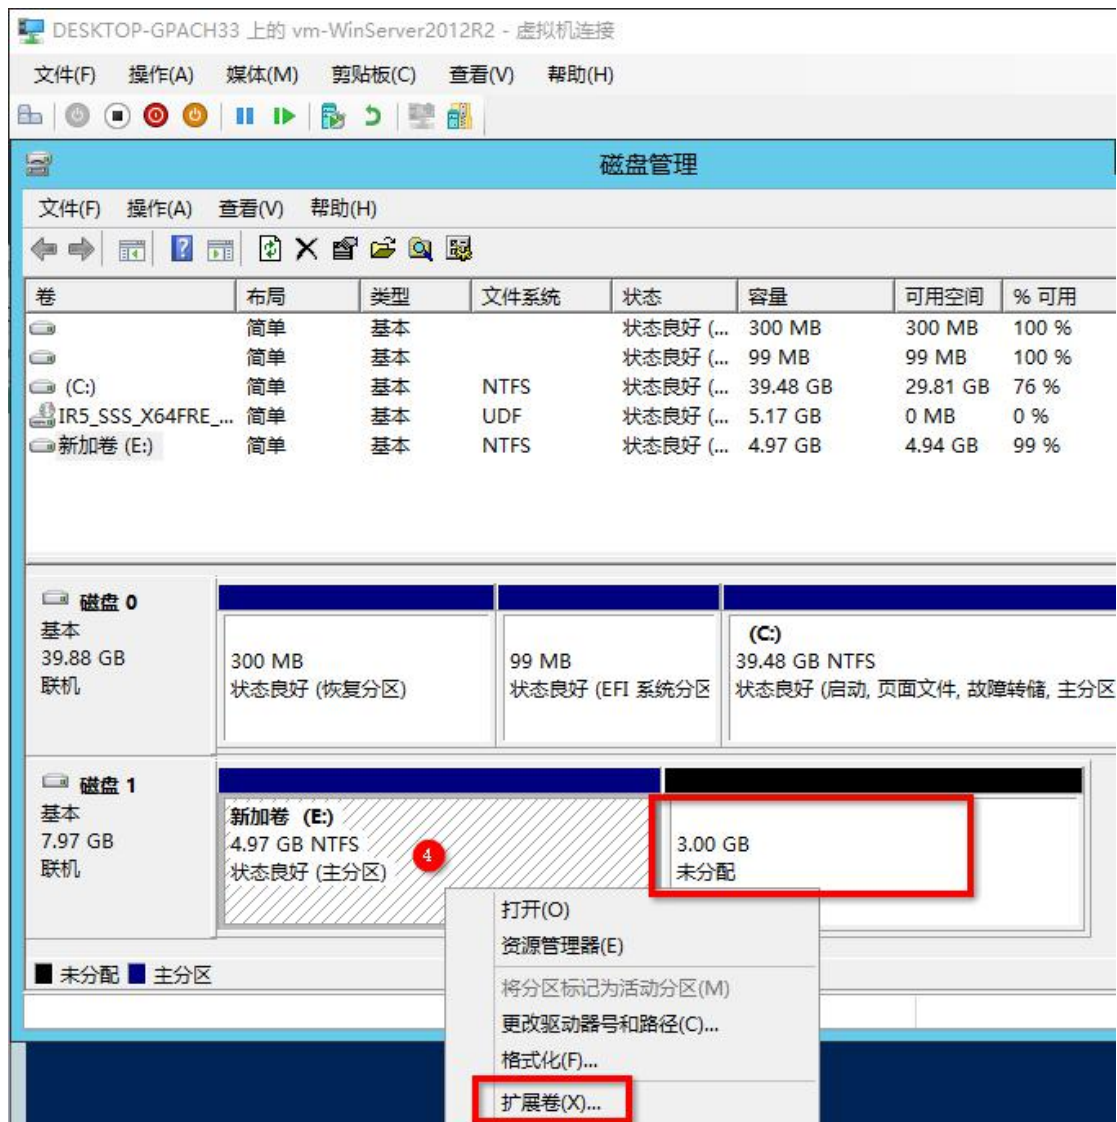 DESKTOP-GPACH33 上的 vm-WinServer2012R2 - 虚拟机连接
文件(F) 操作(A) 媒体(M) 剪贴板(C) 查看(V) 帮助(H)
磁盘管理
文件(F) 操作(A) 查看(V) 帮助(H)
卷 布局 类型 文件系统 状态 容量 可用空间 % 可用
简单 基本 状态良好 (... 300 MB 300 MB 100 %
简单 基本 状态良好 (... 99 MB 99 MB 100 %
(C:) 简单 基本 NTFS 状态良好 (... 39.48 GB 29.81 GB 76 %
IR5_SSS_X64FRE_... 简单 基本 UDF 状态良好 (... 5.17 GB 0 MB 0 %
新加卷 (E:) 简单 基本 NTFS 状态良好 (... 4.97 GB 4.94 GB 99 %
磁盘 0
基本
39.88 GB
联机
300 MB
状态良好 (恢复分区)
99 MB
状态良好 (EFI 系统分区
(C:)
39.48 GB NTFS
状态良好 (启动, 页面文件, 故障转储, 主分区
磁盘 1
基本
7.97 GB
联机
新加卷 (E:)
4.97 GB NTFS
状态良好 (主分区)
4
3.00 GB
未分配
打开(O)
资源管理器(E)
将分区标记为活动分区(M)
更改驱动器号和路径(C)...
格式化(F)...
扩展卷(X)...
未分配 主分区